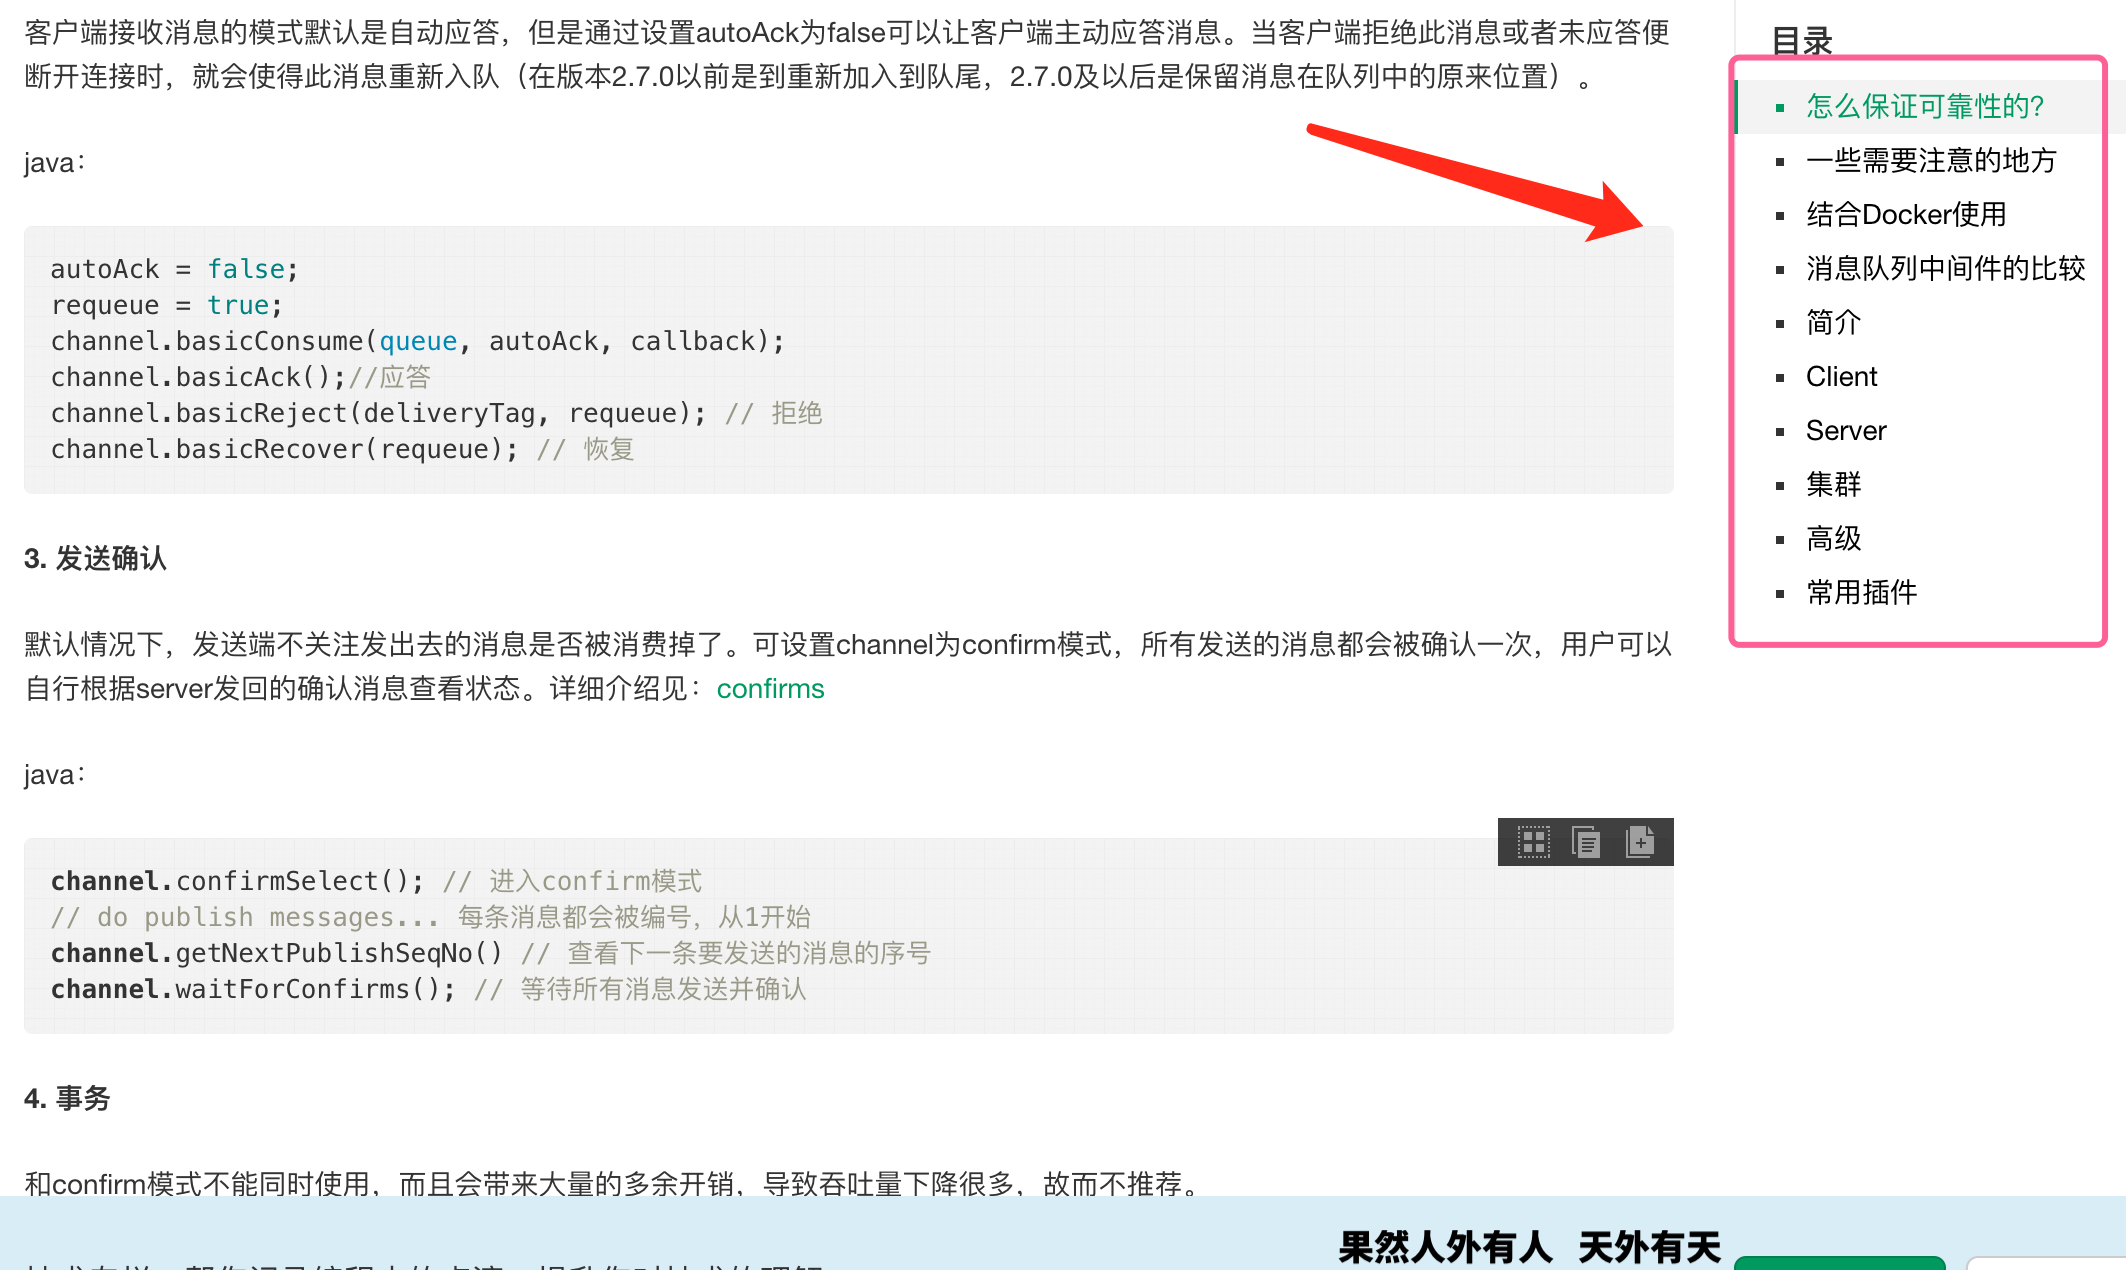 客户端接收消息的模式默认是自动应答，但是通过设置autoAck为false可以让客户端主动应答消息。当客户端拒绝此消息或者未应答便
断开连接时，就会使得此消息重新入队（在版本2.7.0以前是到重新加入到队尾，2.7.0及以后是保留消息在队列中的原来位置）。
java：
autoAck = false;
requeue = true;
channel.basicConsume(queue, autoAck, callback);
channel.basicAck();//应答
channel.basicReject(deliveryTag, requeue); // 拒绝
channel.basicRecover(requeue); // 恢复
3. 发送确认
默认情况下，发送端不关注发出去的消息是否被消费掉了。可设置channel为confirm模式，所有发送的消息都会被确认一次，用户可以
自行根据server发回的确认消息查看状态。详细介绍见：confirms
java：
channel.confirmSelect(); // 进入confirm模式
// do publish messages... 每条消息都会被编号，从1开始
channel.getNextPublishSeqNo() // 查看下一条要发送的消息的序号
channel.waitForConfirms(); // 等待所有消息发送并确认
4. 事务
和confirm模式不能同时使用，而且会带来大量的多余开销，导致吞吐量下降很多，故而不推荐。
果然人外有人 天外有天
目录
怎么保证可靠性的?
一些需要注意的地方
结合Docker使用
消息队列中间件的比较
简介
Client
Server
集群
高级
常用插件